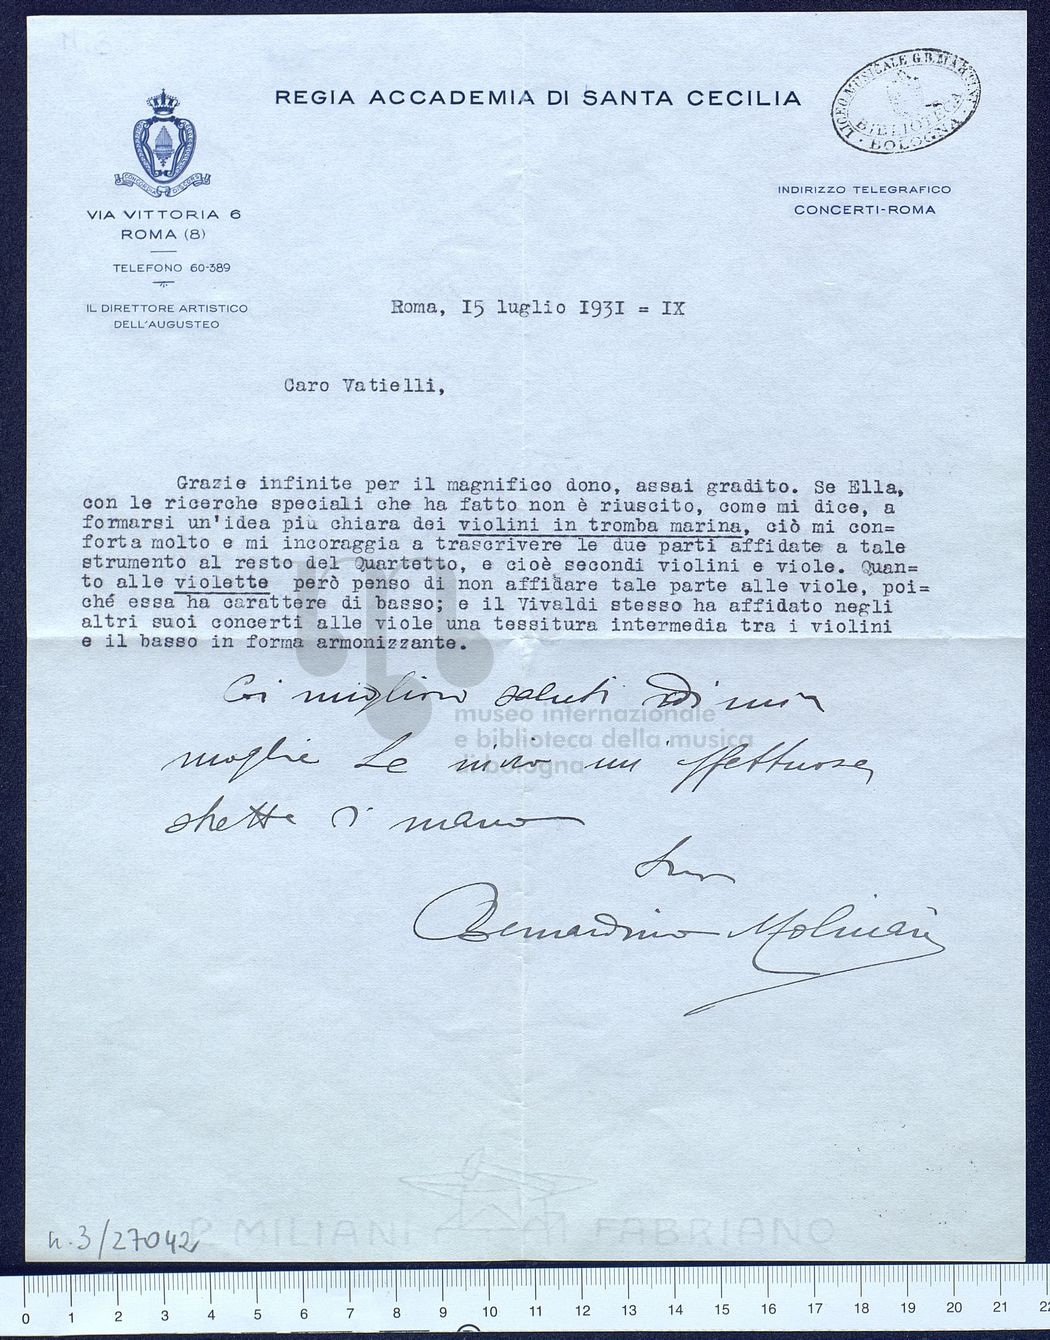 REGIA ACCADEMIA DI SANTA CECILIA
LICEO MUSICALE G.B. MARTINI
BIBLIOTECA
BOLOGNA
CONCORDIA DISCORS
VIA VITTORIA 6
ROMA (8)
TELEFONO 60-389
IL DIRETTORE ARTISTICO
DELL'AUGUSTEO
INDIRIZZO TELEGRAFICO
CONCERTI-ROMA
Roma, 15 luglio 1931 = IX
Caro Vatielli,
Grazie infinite per il magnifico dono, assai gradito. Se Ella,
con le ricerche speciali che ha fatto non è riuscito, come mi dice, a
formarsi un'idea più chiara dei violini in tromba marina, ciò mi con=
forta molto e mi incoraggia a trascrivere le due parti affidate a tale
strumento al resto del Quartetto, e cioè secondi violini e viole. Quan=
to alle violette però penso di non affidare tale parte alle viole, poi=
ché essa ha carattere di basso; e il Vivaldi stesso ha affidato negli
altri suoi concerti alle viole una tessitura intermedia tra i violini
e il basso in forma armonizzante.
Coi migliori saluti di mia
moglie Le invio un affettuosa
stretta di mano
Suo
Bernardino Molinari
museo internazionale
e biblioteca della musica
di bologna
P. MILIANI FABRIANO
n. 3/27042
0 1 2 3 4 5 6 7 8 9 10 11 12 13 14 15 16 17 18 19 20 21 22